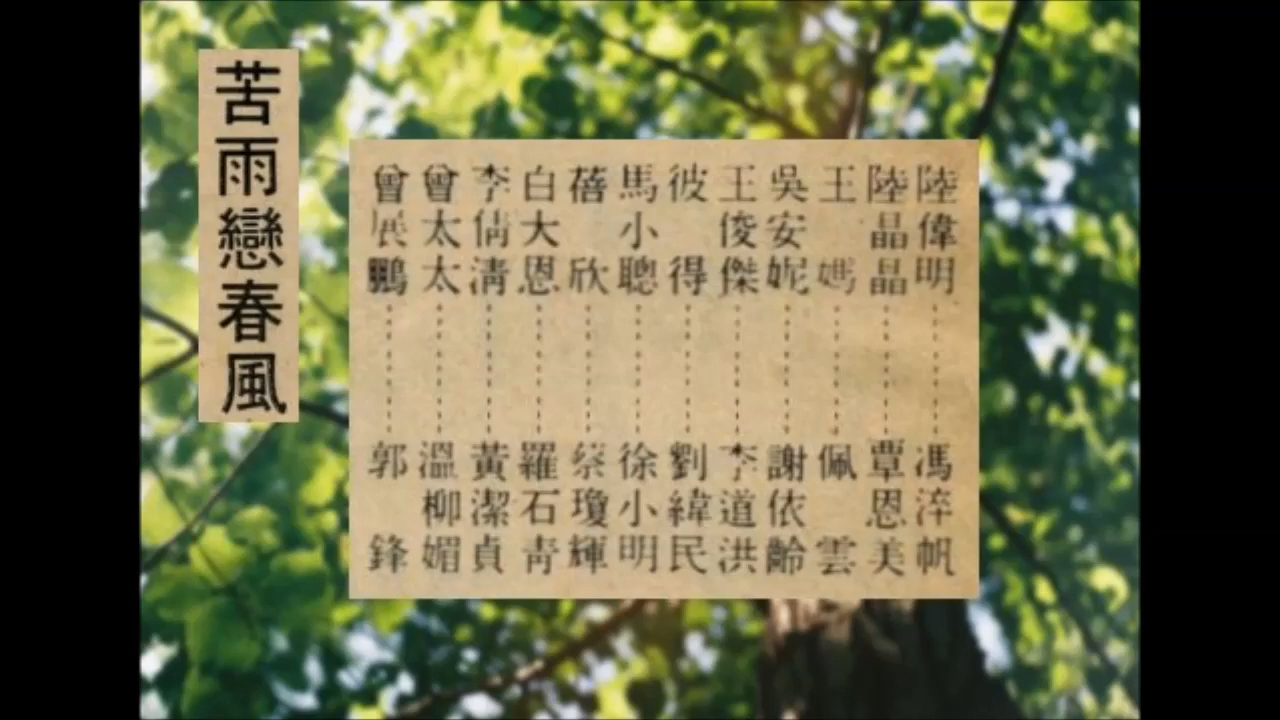 苦雨戀春風
陸偉明 馮淬帆
陸晶晶 覃恩美
王媽 佩雲
吳安妮 謝依齡
王俊傑 李道洪
彼得 劉緯民
馬小聰 徐小明
蓓欣 蔡瓊輝
白大恩 羅石青
李倩清 黃潔貞
曾太太 溫柳媚
曾展鵬 郭鋒